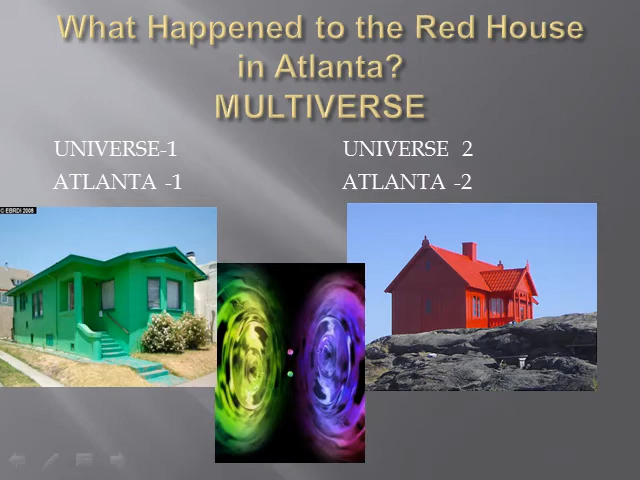 What Happened to the Red House
in Atlanta?
MULTIVERSE
UNIVERSE-1
ATLANTA -1
UNIVERSE 2
ATLANTA -2
C EBRDI 2008